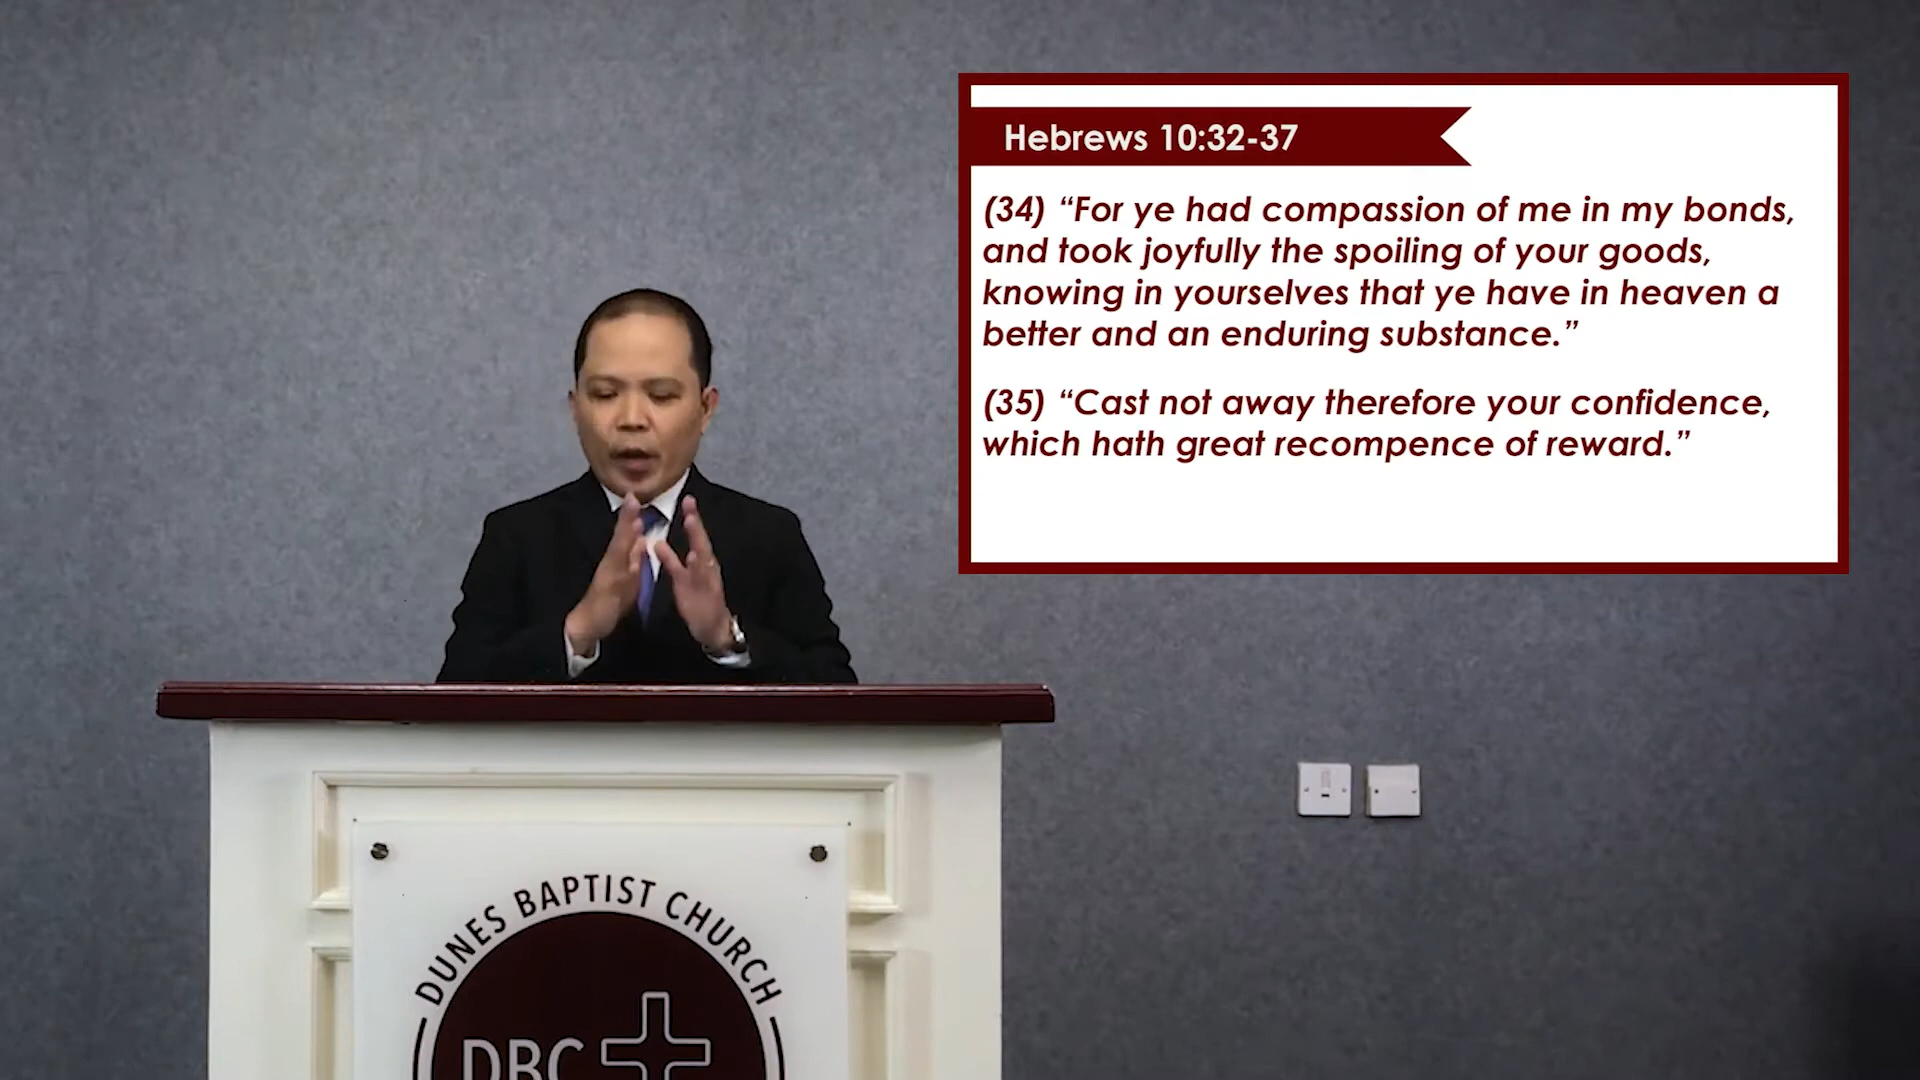 Hebrews 10:32-37
(34) “For ye had compassion of me in my bonds,
and took joyfully the spoiling of your goods,
knowing in yourselves that ye have in heaven a
better and an enduring substance.”
(35) “Cast not away therefore your confidence,
which hath great recompence of reward.”
DUNES BAPTIST CHURCH
DBC